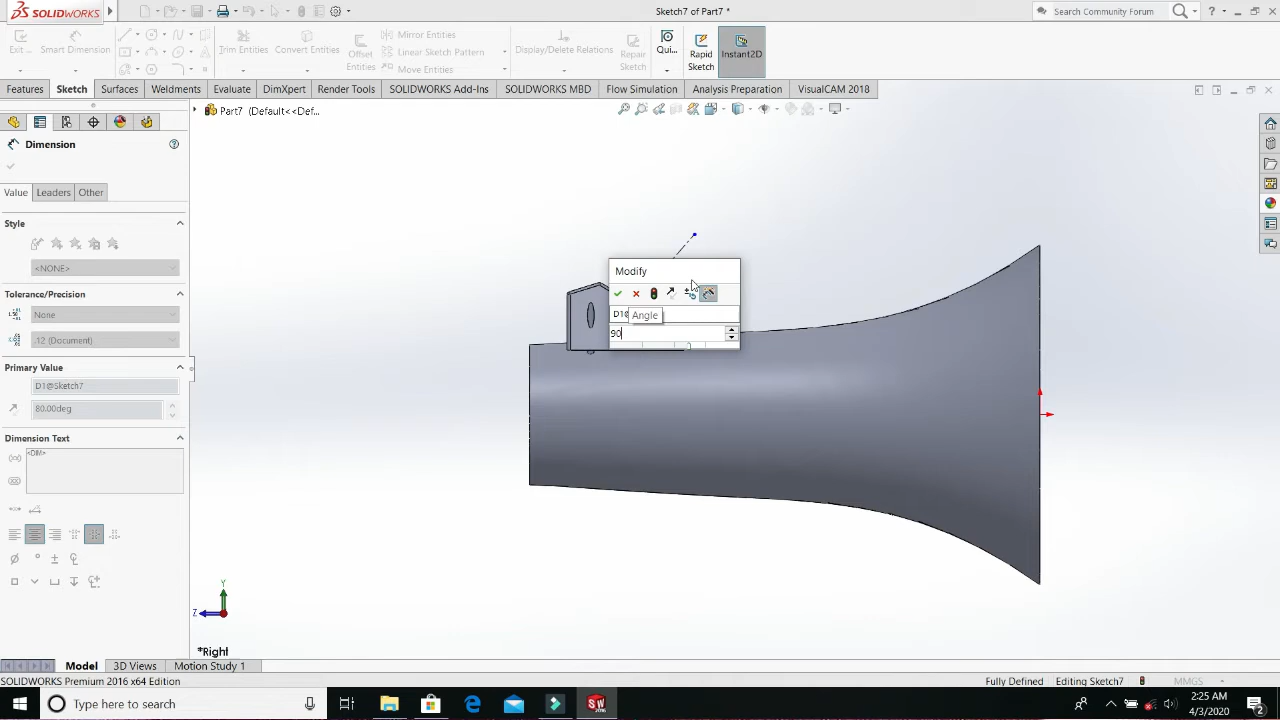 SOLIDWORKS
Sketch7 of Part7 *
Search Community Forum
Exit...
Smart Dimension
Trim Entities
Convert Entities
Offset Entities
Mirror Entities
Linear Sketch Pattern
Move Entities
Display/Delete Relations
Repair Sketch
Qui...
Rapid Sketch
Instant2D
Features
Sketch
Surfaces
Weldments
Evaluate
DimXpert
Render Tools
SOLIDWORKS Add-Ins
SOLIDWORKS MBD
Flow Simulation
Analysis Preparation
VisualCAM 2018
Part7 (Default<<Def...
Dimension
Value
Leaders
Other
Style
<NONE>
Tolerance/Precision
None
.12 (Document)
Primary Value
D1@Sketch7
80.00deg
Dimension Text
<DIM>
Modify
D1@
Angle
90
Y
Z
*Right
Model
3D Views
Motion Study 1
SOLIDWORKS Premium 2016 x64 Edition
Fully Defined
Editing Sketch7
MMGS
Type here to search
2:25 AM
4/3/2020